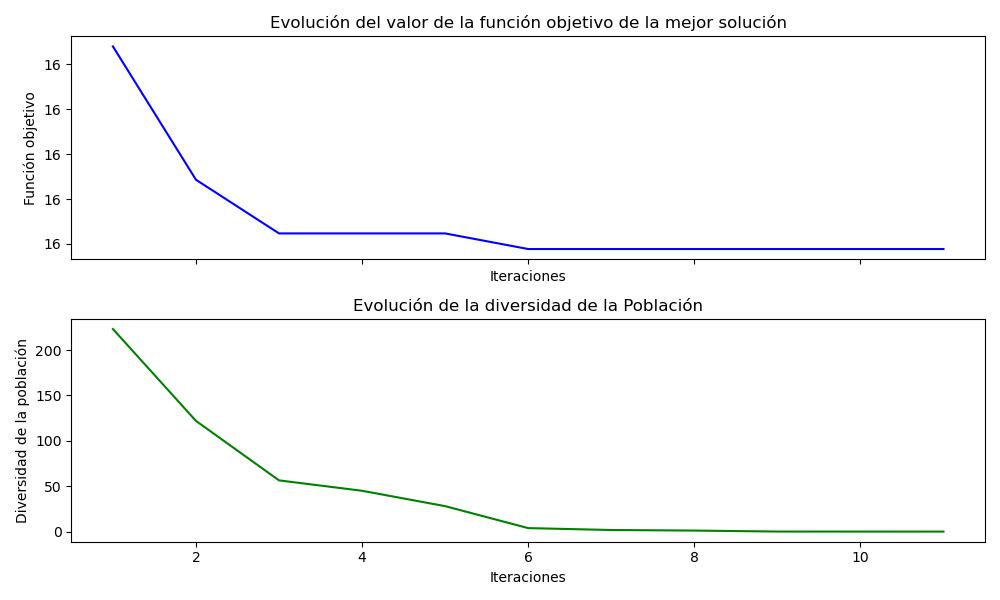 Evolución del valor de la función objetivo de la mejor solución
16
16
16
16
16
Función objetivo
Iteraciones
Evolución de la diversidad de la Población
200
150
100
50
0
Diversidad de la población
2 4 6 8 10
Iteraciones